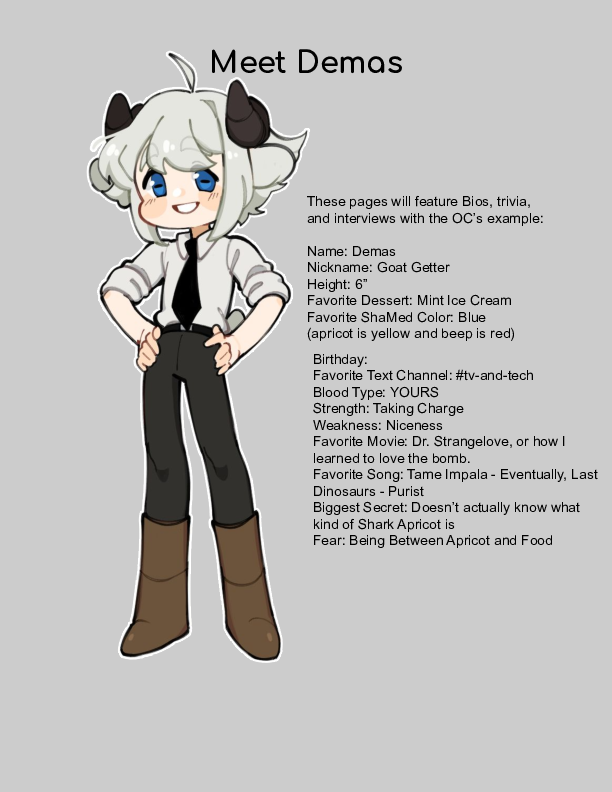 Meet Demas
These pages will feature Bios, trivia,
and interviews with the OC's example:
Name: Demas
Nickname: Goat Getter
Height: 6”
Favorite Dessert: Mint Ice Cream
Favorite ShaMed Color: Blue
(apricot is yellow and beep is red)
Birthday:
Favorite Text Channel: #tv-and-tech
Blood Type: YOURS
Strength: Taking Charge
Weakness: Niceness
Favorite Movie: Dr. Strangelove, or how I
learned to love the bomb.
Favorite Song: Tame Impala - Eventually, Last
Dinosaurs - Purist
Biggest Secret: Doesn't actually know what
kind of Shark Apricot is
Fear: Being Between Apricot and Food